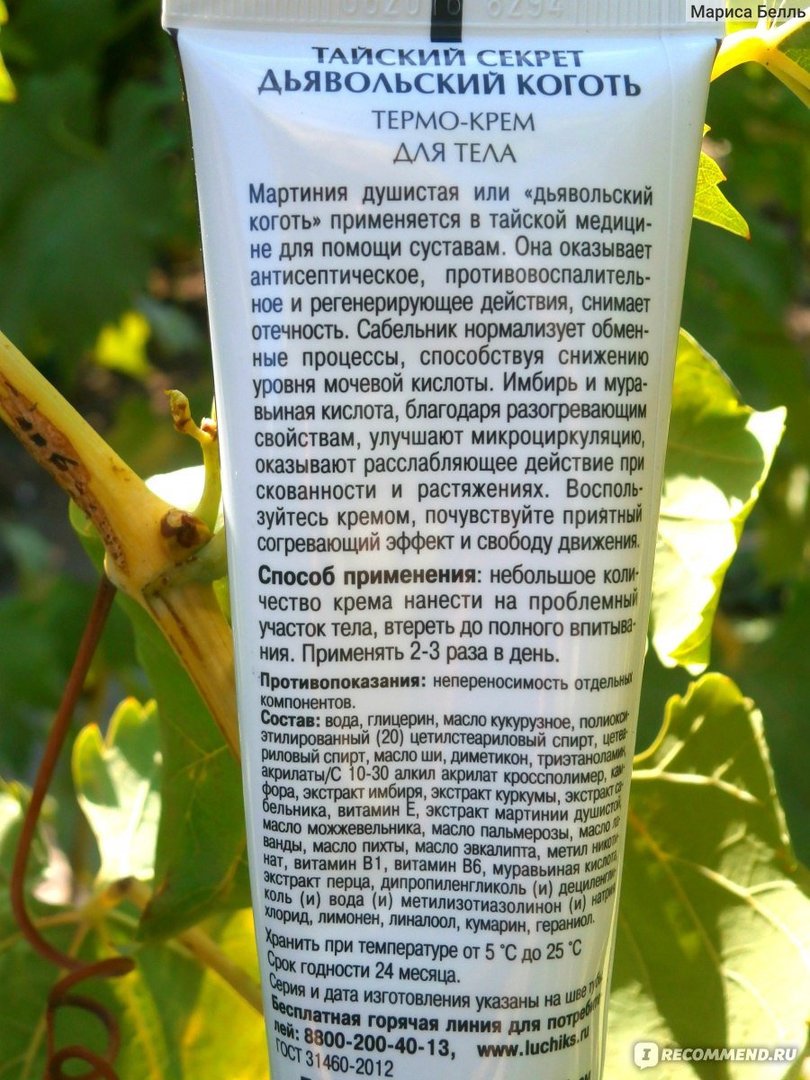 Мариса Белль
ТАЙСКИЙ СЕКРЕТ
ДЬЯВОЛЬСКИЙ КОГОТЬ
ТЕРМО-КРЕМ
ДЛЯ ТЕЛА
Мартиния душистая или «дьявольский
коготь» применяется в тайской медици-
не для помощи суставам. Она оказывает
антисептическое, противовоспалитель-
ное и регенерирующее действия, снимает
отечность. Сабельник нормализует обмен-
ные процессы, способствуя снижению
уровня мочевой кислоты. Имбирь и мура-
вьиная кислота, благодаря разогревающим
свойствам, улучшают микроциркуляцию,
оказывают расслабляющее действие при
скованности и растяжениях. Восполь-
зуйтесь кремом, почувствуйте приятный
согревающий эффект и свободу движения.
Способ применения: небольшое коли-
чество крема нанести на проблемный
участок тела, втереть до полного впитыва-
ния. Применять 2-3 раза в день.
Противопоказания: непереносимость отдельных
компонентов.
Состав: вода, глицерин, масло кукурузное, полиокси-
этилированный (20) цетилстеариловый спирт, цетеа-
риловый спирт, масло ши, диметикон, триэтаноламин,
акрилаты/С 10-30 алкил акрилат кроссполимер, кам-
фора, экстракт имбиря, экстракт куркумы, экстракт са-
бельника, витамин Е, экстракт мартинии душистой,
масло можжевельника, масло пальмерозы, масло ла-
ванды, масло пихты, масло эвкалипта, метил никоти-
нат, витамин В1, витамин В6, муравьиная кислота,
экстракт перца, дипропиленгликоль (и) дециленгли-
коль (и) вода (и) метилизотиазолинон (и) натрия
хлорид, лимонен, линалоол, кумарин, гераниол.
Хранить при температуре от 5 °С до 25 °С
Срок годности 24 месяца.
Серия и дата изготовления указаны на шве тубы
Бесплатная горячая линия для потреби-
лей: 8800-200-40-13, www.luchiks.ru
ГОСТ 31460-2012
IRECOMMEND.RU